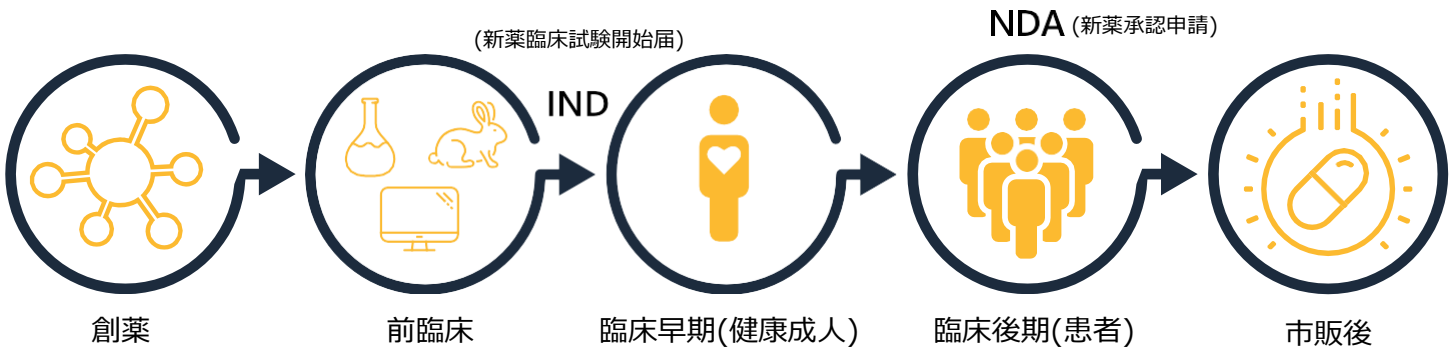 NDA (新薬承認申請)
(新薬臨床試験開始届)
IND
創薬
前臨床
臨床早期(健康成人)
臨床後期(患者)
市販後